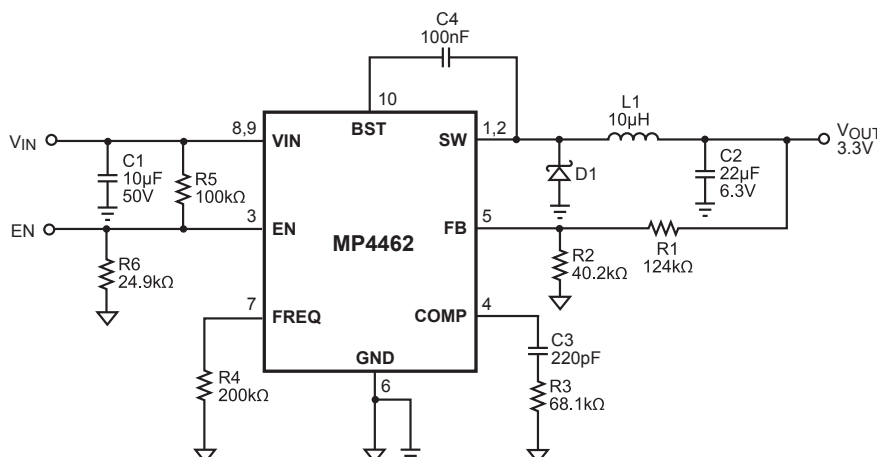 C4
100nF
10
BST
L1
10µH
VIN
8,9
VIN
SW
1,2
VOUT
3.3V
C1
10µF
50V
R5
100kΩ
D1
C2
22µF
6.3V
EN
3
EN
MP4462
FB
5
R1
124kΩ
R6
24.9kΩ
R2
40.2kΩ
7
FREQ
COMP
4
C3
220pF
GND
6
R4
200kΩ
R3
68.1kΩ